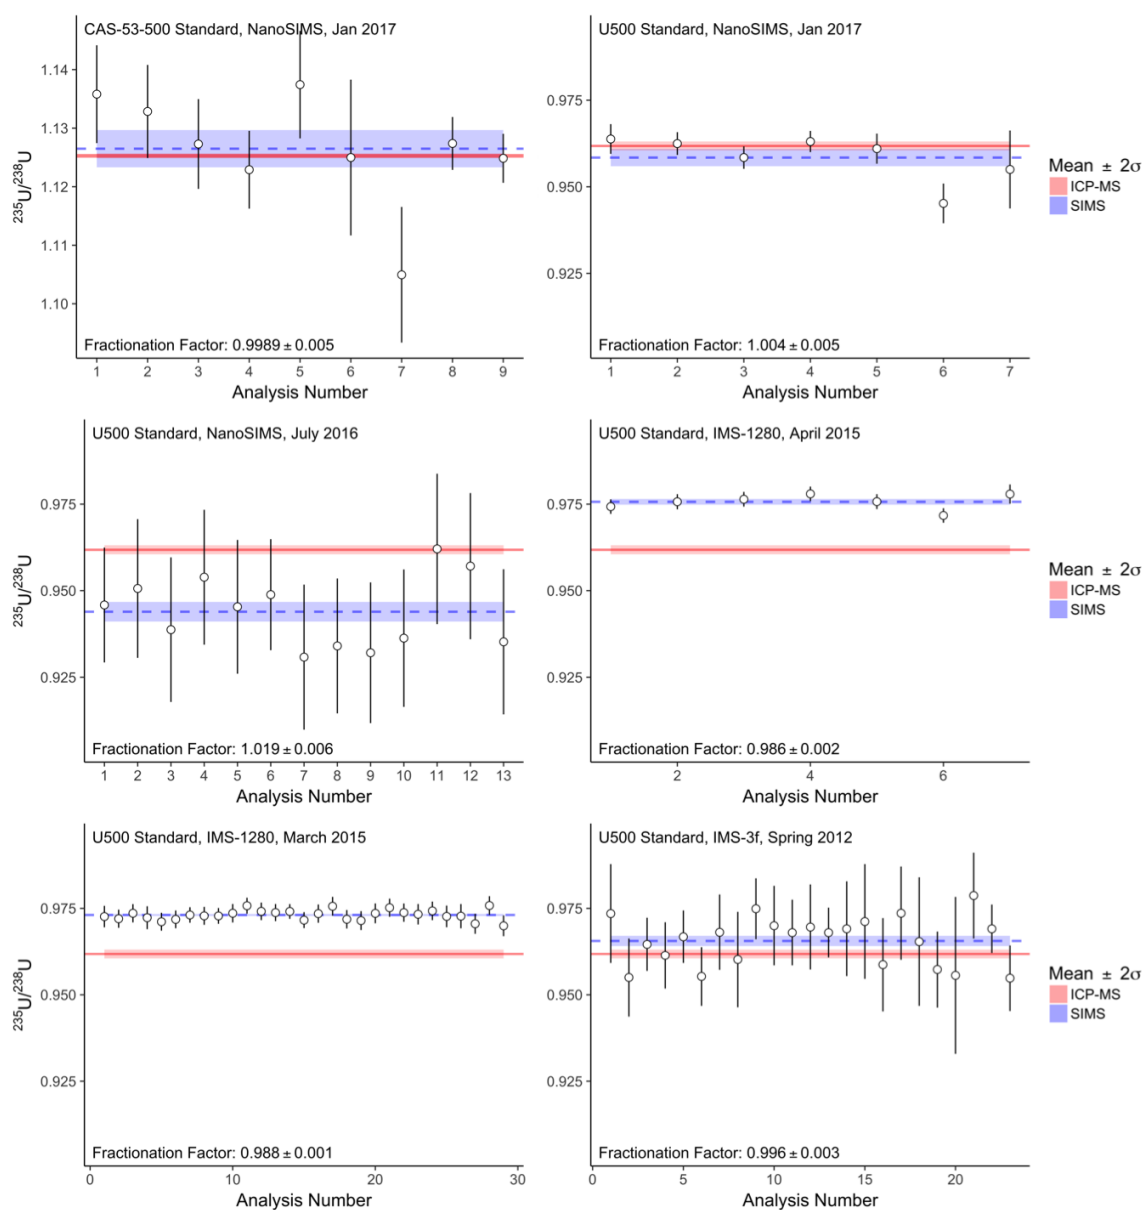 CAS-53-500 Standard, NanoSIMS, Jan 2017
1.14
1.13
1.12
1.11
1.10
²³⁵U/²³⁸U
Fractionation Factor: 0.9989 ± 0.005
1 2 3 4 5 6 7 8 9
Analysis Number
U500 Standard, NanoSIMS, Jan 2017
0.975
0.950
0.925
Fractionation Factor: 1.004 ± 0.005
1 2 3 4 5 6 7
Analysis Number
Mean ± 2σ
ICP-MS
SIMS
U500 Standard, NanoSIMS, July 2016
0.975
0.950
0.925
²³⁵U/²³⁸U
Fractionation Factor: 1.019 ± 0.006
1 2 3 4 5 6 7 8 9 10 11 12 13
Analysis Number
U500 Standard, IMS-1280, April 2015
0.975
0.950
0.925
Fractionation Factor: 0.986 ± 0.002
2 4 6
Analysis Number
Mean ± 2σ
ICP-MS
SIMS
U500 Standard, IMS-1280, March 2015
0.975
0.950
0.925
²³⁵U/²³⁸U
Fractionation Factor: 0.988 ± 0.001
0 10 20 30
Analysis Number
U500 Standard, IMS-3f, Spring 2012
0.975
0.950
0.925
Fractionation Factor: 0.996 ± 0.003
0 5 10 15 20
Analysis Number
Mean ± 2σ
ICP-MS
SIMS